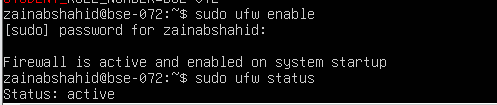 zainabshahid@bse-072:~$ sudo ufw enable
[sudo] password for zainabshahid:
Firewall is active and enabled on system startup
zainabshahid@bse-072:~$ sudo ufw status
Status: active